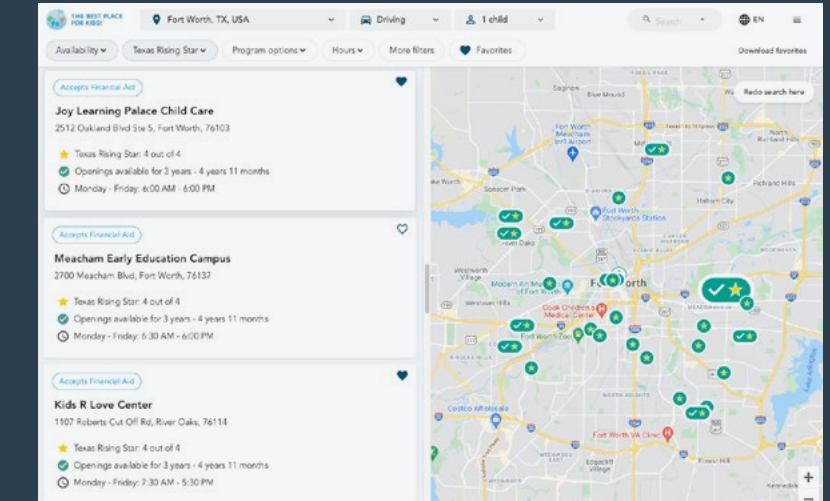 THE BEST PLACE
FOR KIDS!
Fort Worth, TX, USA
Driving
1 child
Search
EN
Availability
Texas Rising Star
Program options
Hours
More filters
Favorites
Download favorites
Accepts Financial Aid
Joy Learning Palace Child Care
2512 Oakland Blvd Ste S, Fort Worth, 76103
Texas Rising Star: 4 out of 4
Openings available for 3 years - 4 years 11 months
Monday - Friday: 6:00 AM - 6:00 PM
Accepts Financial Aid
Meacham Early Education Campus
2700 Meacham Blvd, Fort Worth, 76137
Texas Rising Star: 4 out of 4
Openings available for 3 years - 4 years 11 months
Monday - Friday: 6:30 AM - 6:00 PM
Accepts Financial Aid
Kids R Love Center
1107 Roberts Cut Off Rd, River Oaks, 76114
Texas Rising Star: 4 out of 4
Openings available for 3 years - 4 years 11 months
Monday - Friday: 7:30 AM - 5:30 PM
Redo search here
Saginaw
Blue Mound
Fort Worth
Meacham
Int'l Airport
North
Richland Hills
Richland Hills
Haltom City
Sansom Park
Fort Worth
Stockyards Station
Westworth
Village
Modern Art
of Fort Worth
Westover Hills
Cook Children's
Medical Center
Fort Worth Zoo
Costco Wholesale
Fort Worth VA Clinic
Edgecliff
Village
Forest Hill
Kennedale
Lake Arlington